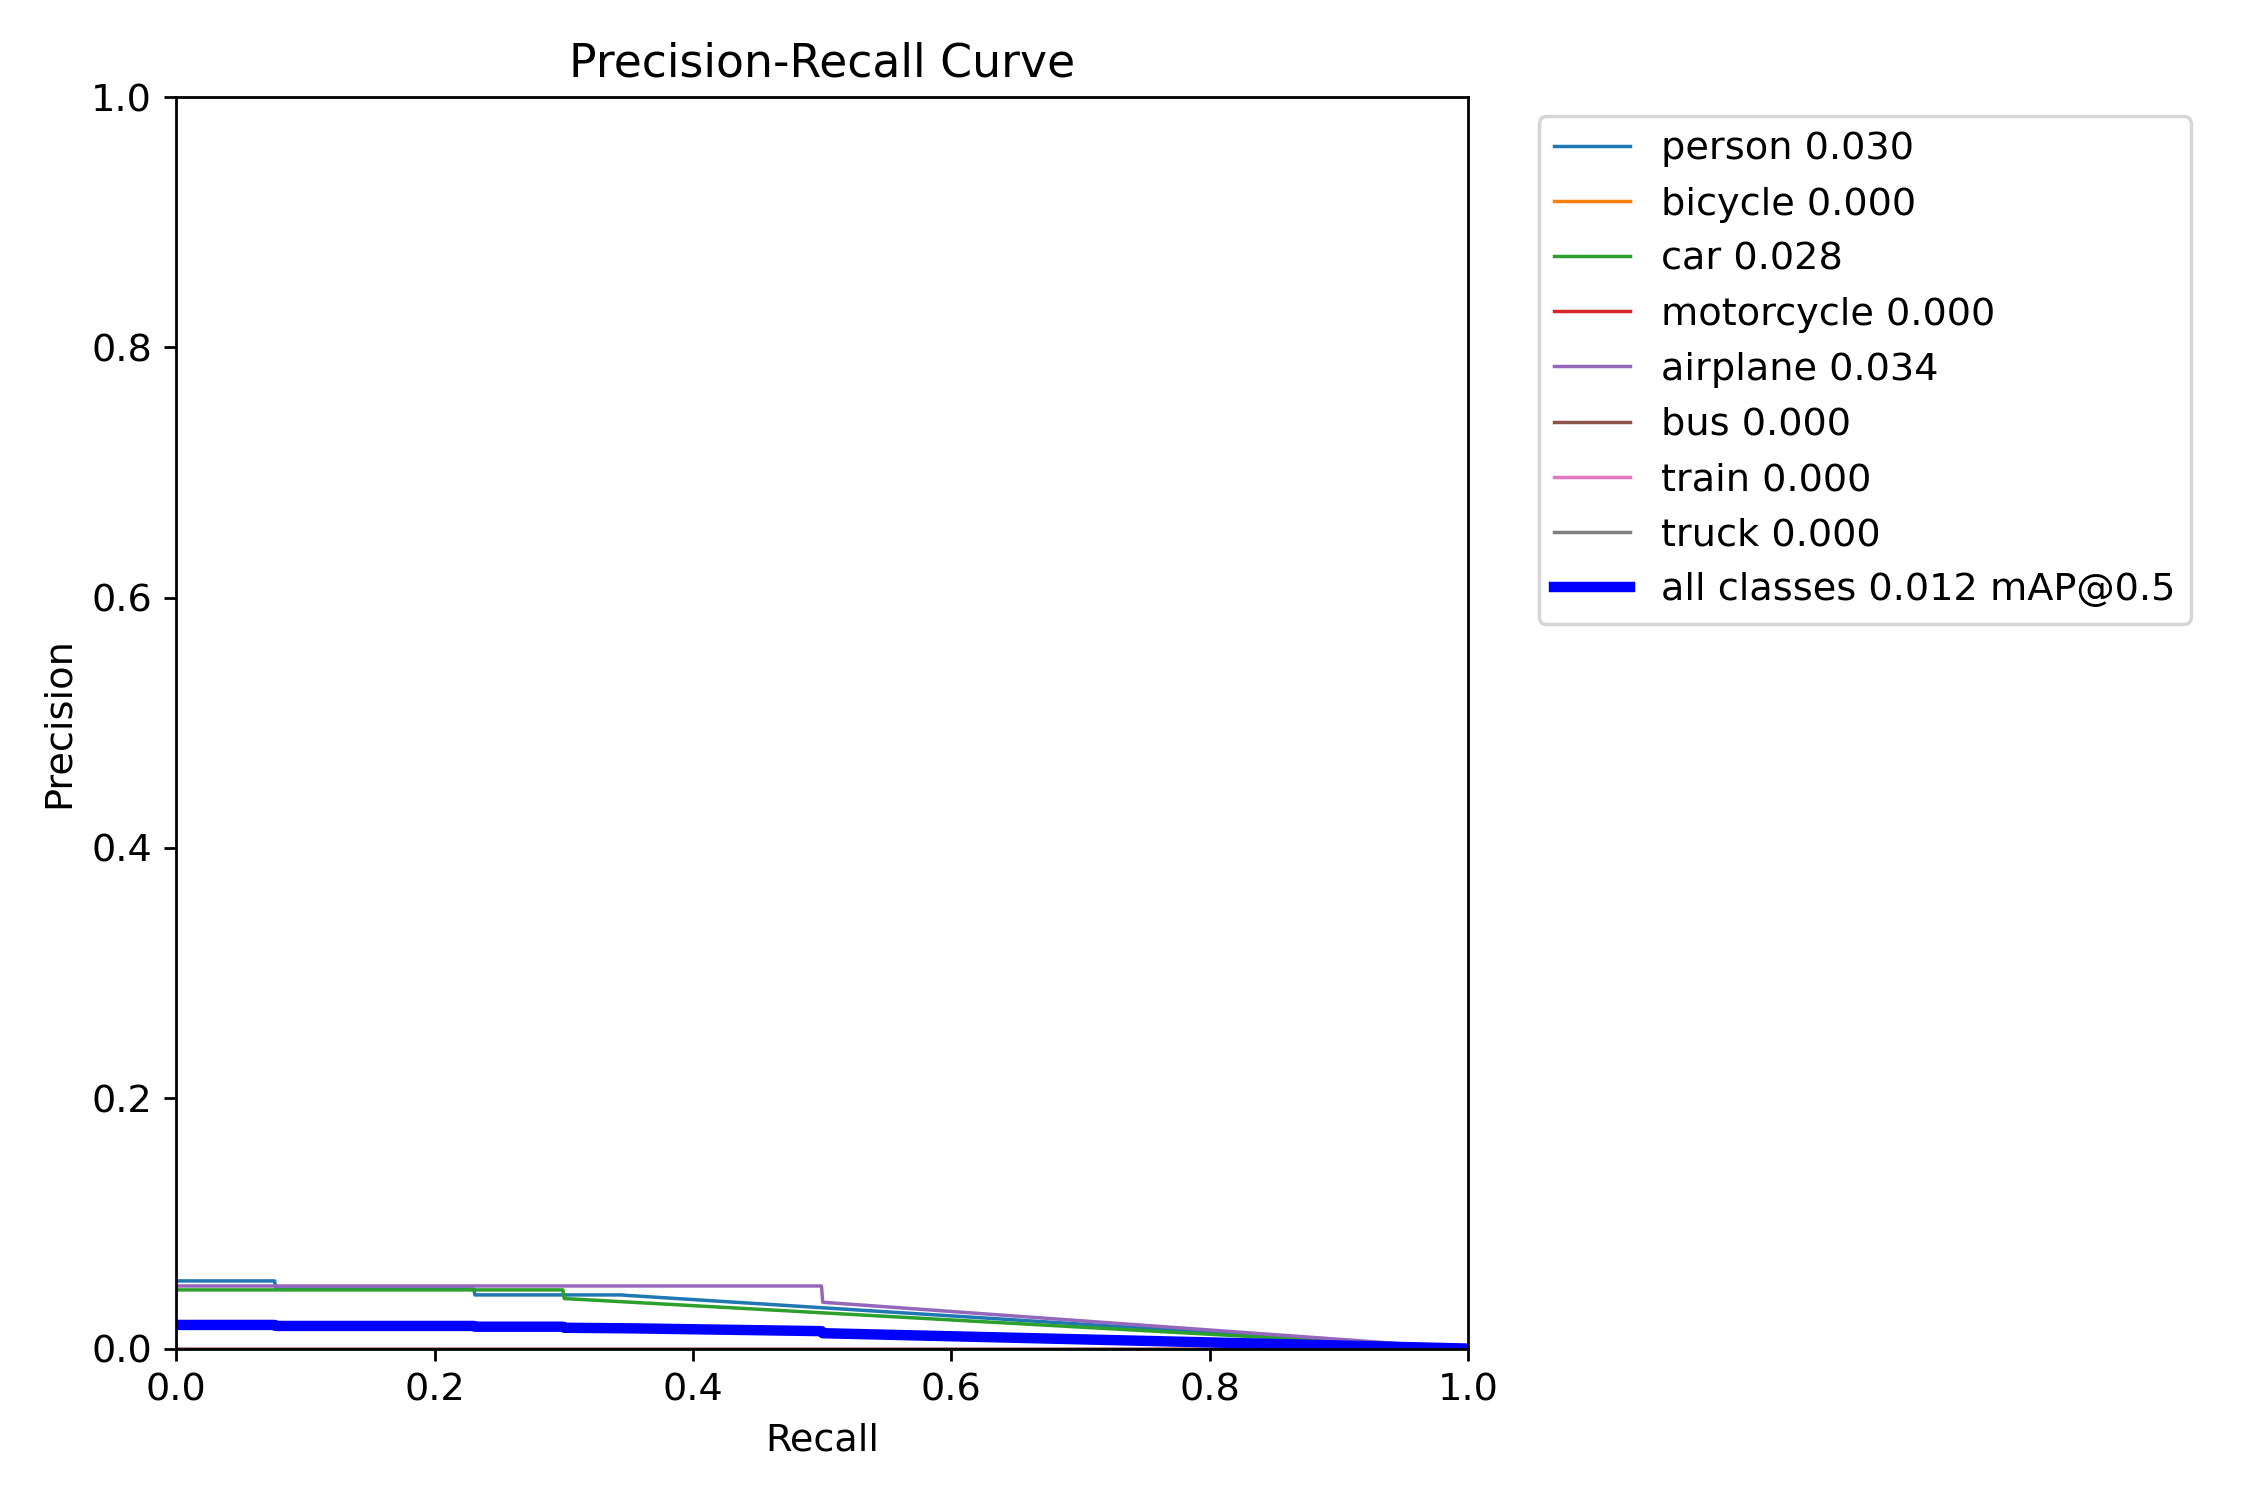 Precision-Recall Curve
1.0
0.8
0.6
0.4
0.2
0.0
Precision
0.0 0.2 0.4 0.6 0.8 1.0
Recall
person 0.030
bicycle 0.000
car 0.028
motorcycle 0.000
airplane 0.034
bus 0.000
train 0.000
truck 0.000
all classes 0.012 mAP@0.5